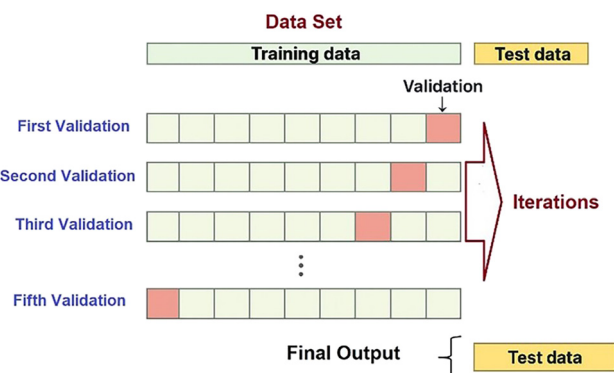 Data Set
Training data
Test data
Validation
First Validation
Second Validation
Third Validation
Iterations
Fifth Validation
Final Output
Test data